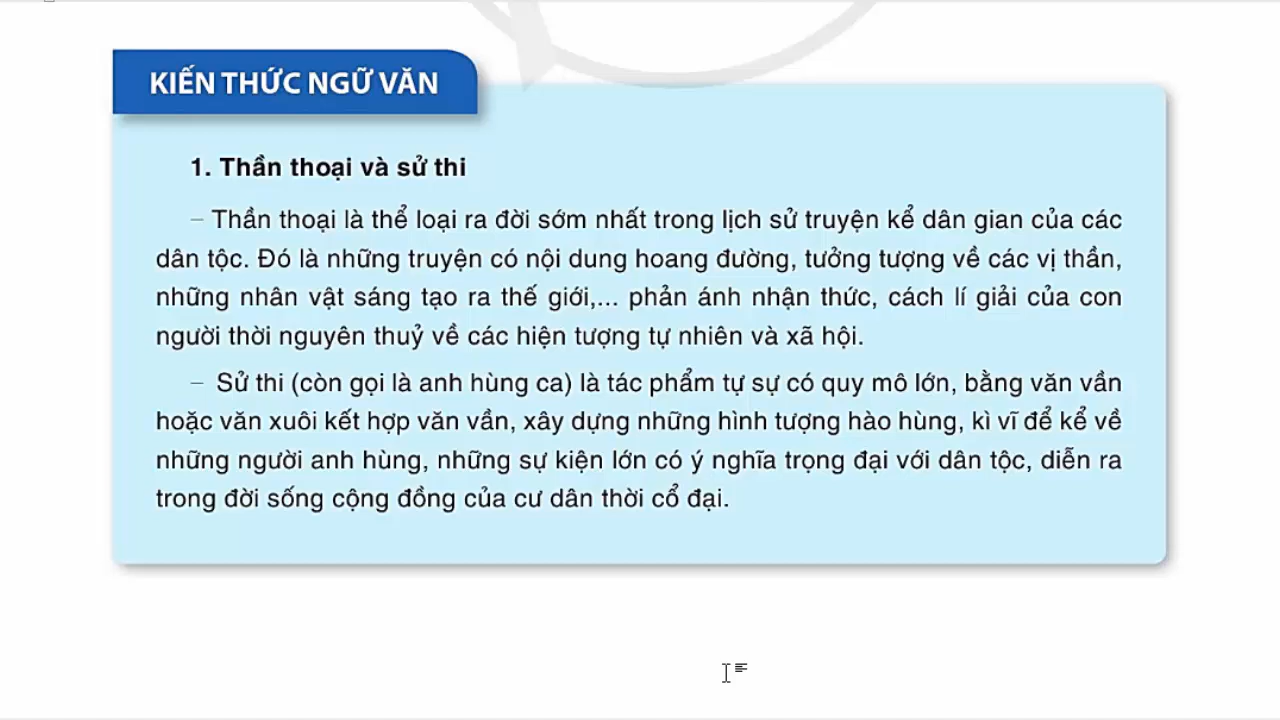 KIẾN THỨC NGỮ VĂN
1. Thần thoại và sử thi
– Thần thoại là thể loại ra đời sớm nhất trong lịch sử truyện kể dân gian của các
dân tộc. Đó là những truyện có nội dung hoang đường, tưởng tượng về các vị thần,
những nhân vật sáng tạo ra thế giới,... phản ánh nhận thức, cách lí giải của con
người thời nguyên thuỷ về các hiện tượng tự nhiên và xã hội.
– Sử thi (còn gọi là anh hùng ca) là tác phẩm tự sự có quy mô lớn, bằng văn vần
hoặc văn xuôi kết hợp văn vần, xây dựng những hình tượng hào hùng, kì vĩ để kể về
những người anh hùng, những sự kiện lớn có ý nghĩa trọng đại với dân tộc, diễn ra
trong đời sống cộng đồng của cư dân thời cổ đại.